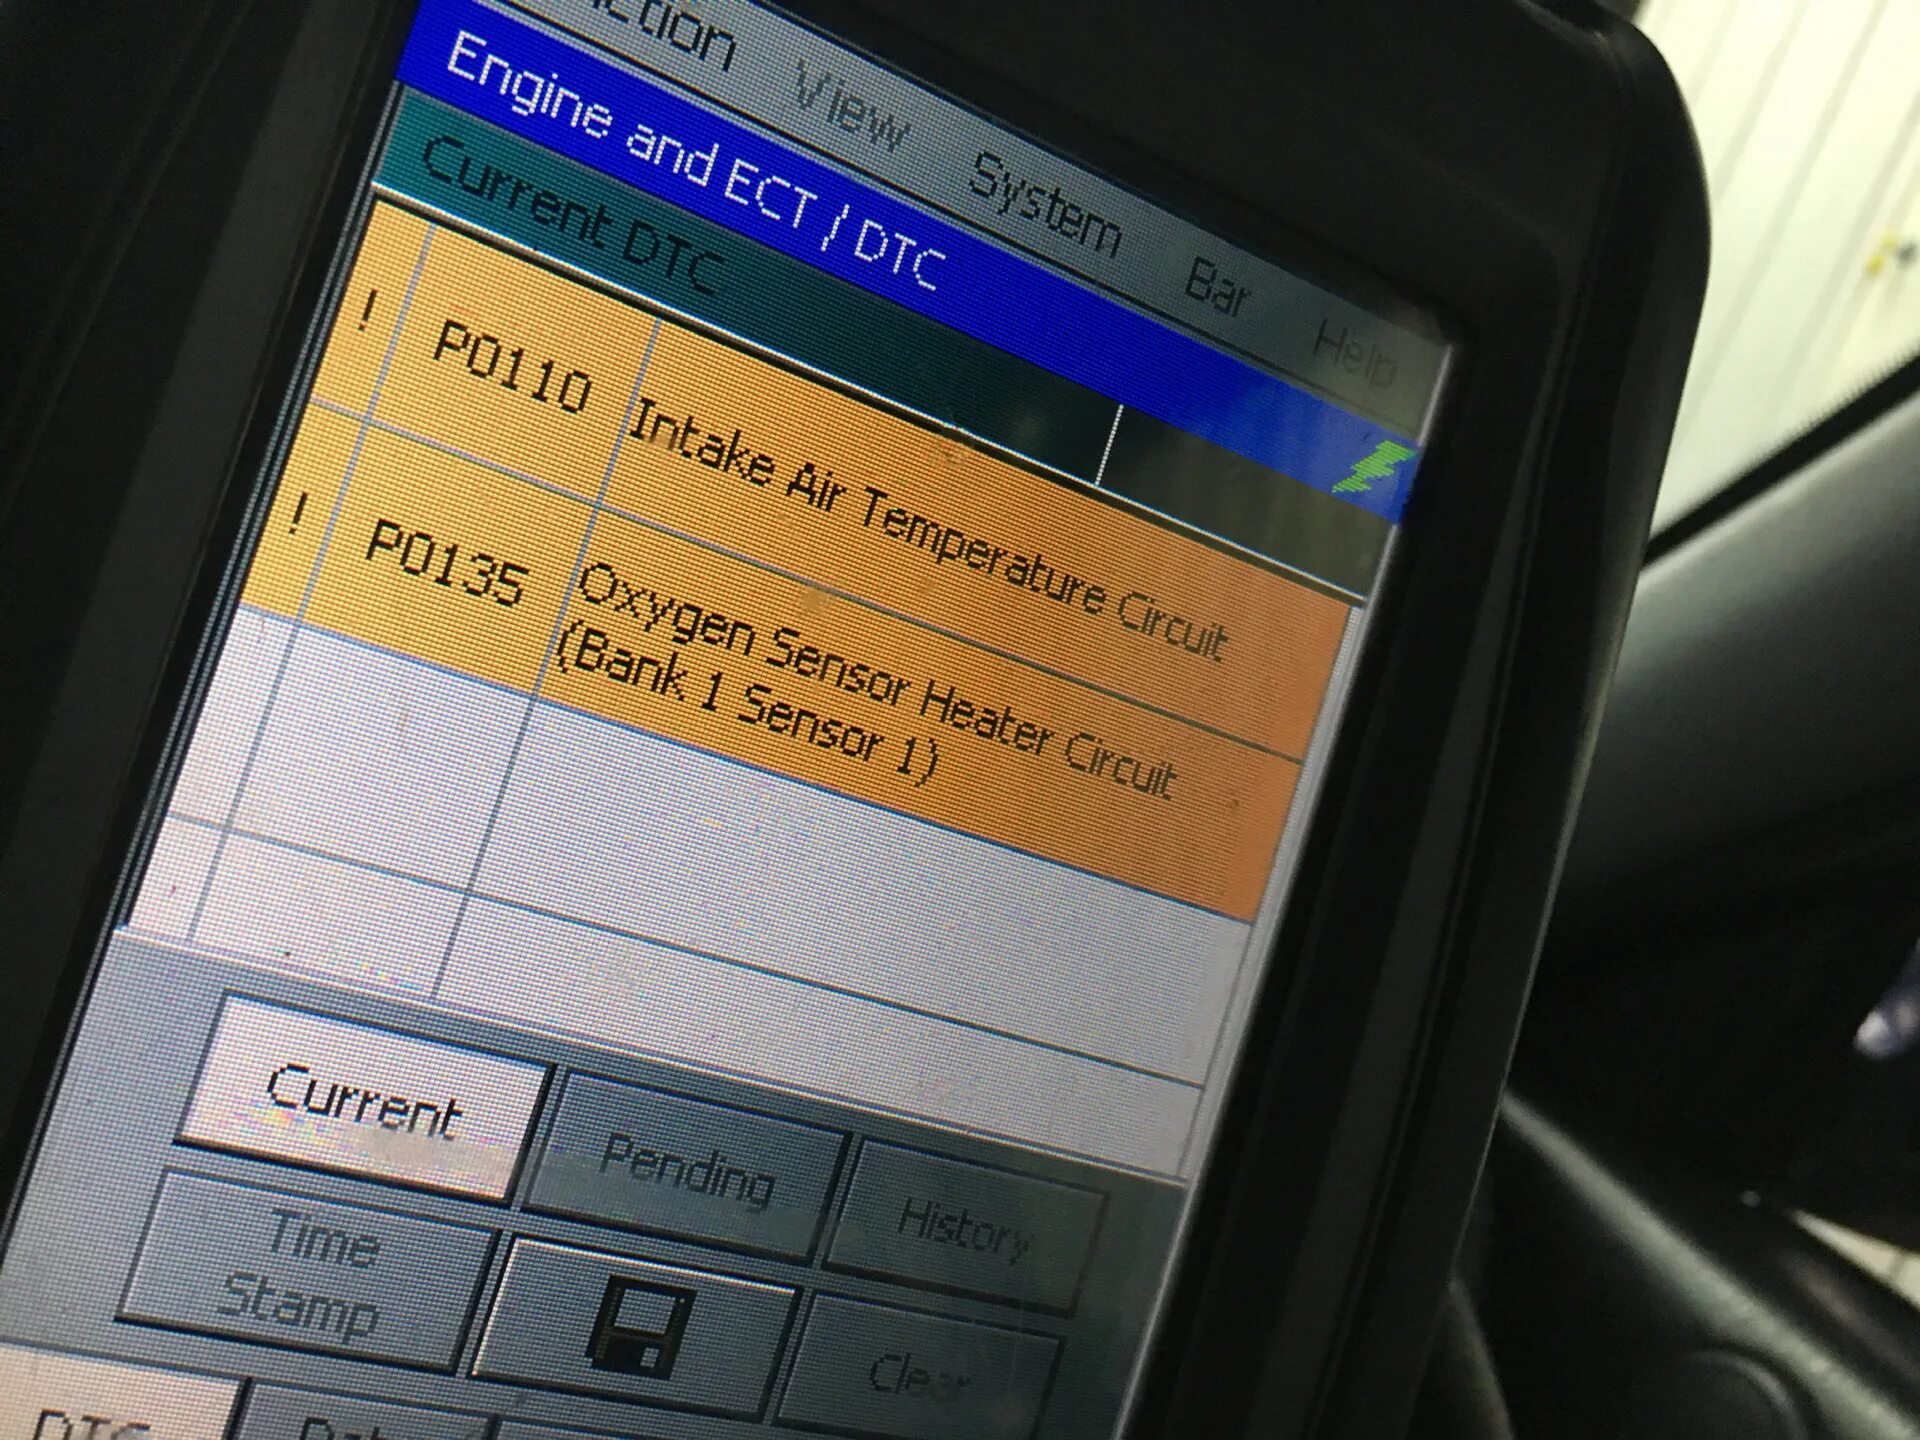 View System Bar Help
Engine and ECT / DTC
Current DTC
! P0110 Intake Air Temperature Circuit
! P0135 Oxygen Sensor Heater Circuit
(Bank 1 Sensor 1)
Current Pending History
Time
Stamp
Clear
DTC